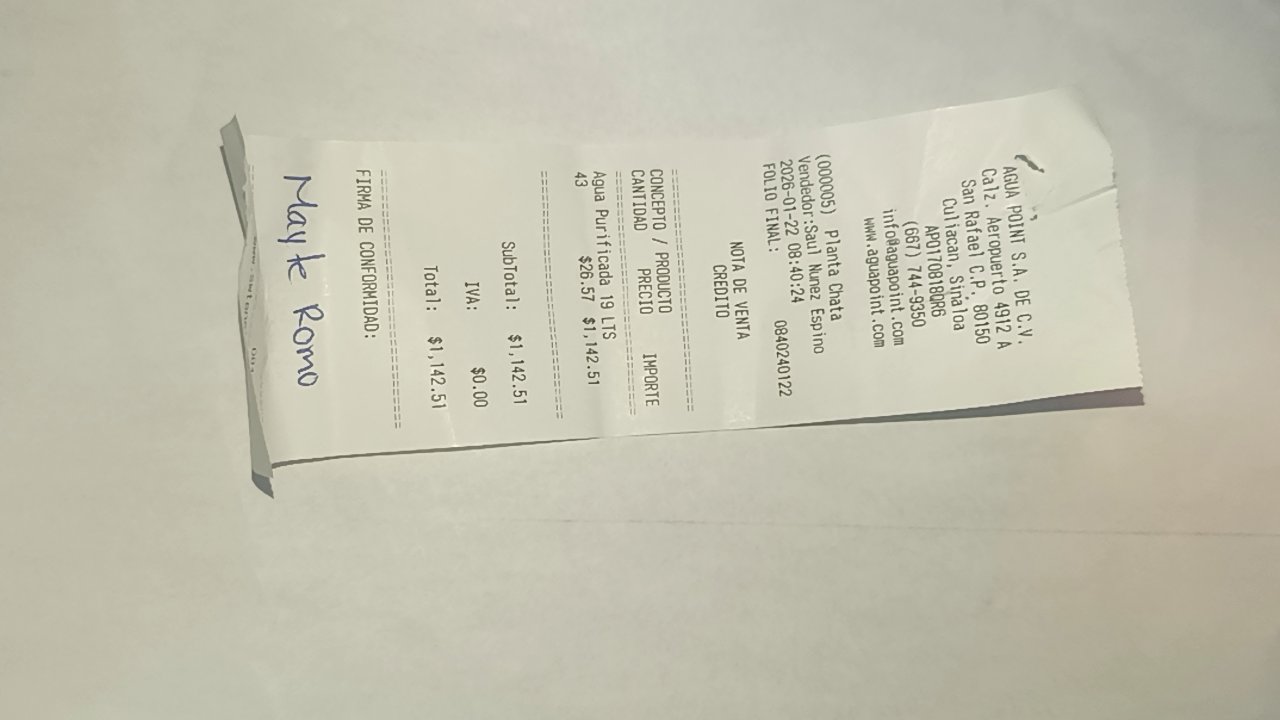 AGUA POINT S.A. DE C.V.
Calz. Aeropuerto 4912 A
San Rafael C.P. 80150
Culiacan, Sinaloa
APO170818QR6
(667) 744-9350
info@aguapoint.com
www.aguapoint.com
(000005) Planta Chata
Vendedor:Saul Nunez Espino
2026-01-22 08:40:24
FOLIO FINAL: 0840240122
NOTA DE VENTA
CREDITO
================================
CONCEPTO / PRODUCTO
CANTIDAD PRECIO IMPORTE
================================
Agua Purificada 19 LTS
43 $26.57 $1,142.51
================================
SubTotal: $1,142.51
IVA: $0.00
Total: $1,142.51
================================
FIRMA DE CONFORMIDAD:
Mayte Romo